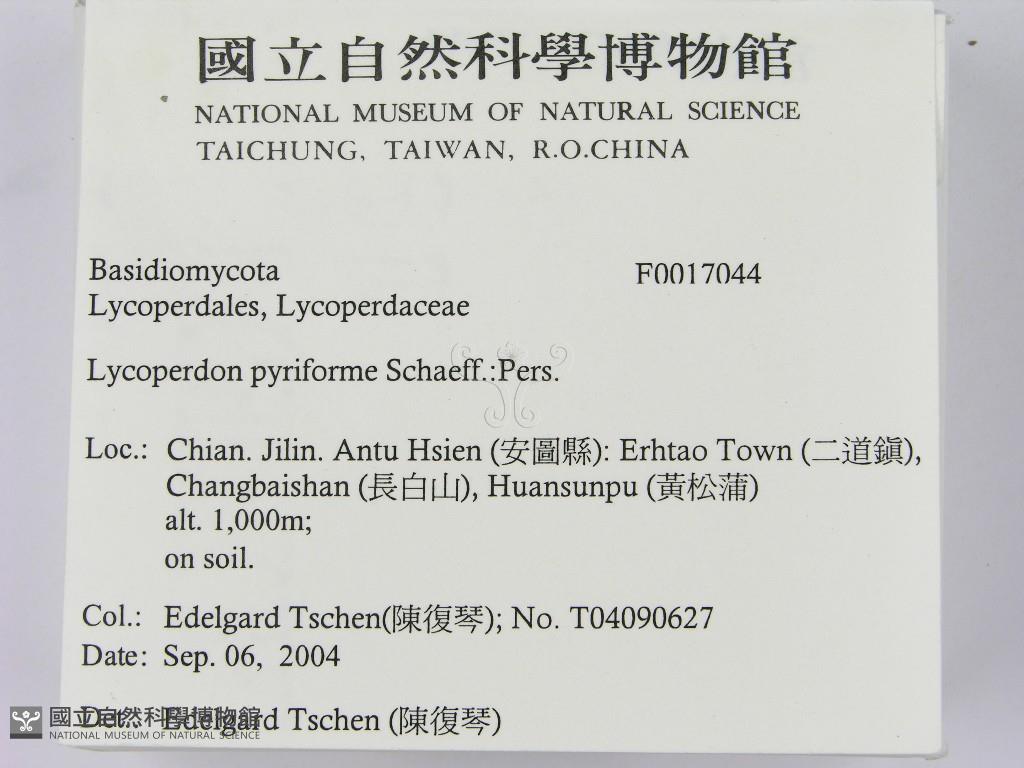 國立自然科學博物館
NATIONAL MUSEUM OF NATURAL SCIENCE
TAICHUNG, TAIWAN, R.O.CHINA
Basidiomycota F0017044
Lycoperdales, Lycoperdaceae
Lycoperdon pyriforme Schaeff.:Pers.
Loc.: Chian. Jilin. Antu Hsien (安圖縣): Erhtao Town (二道鎮),
Changbaishan (長白山), Huansunpu (黃松蒲)
alt. 1,000m;
on soil.
Col.: Edelgard Tschen(陳復琴); No. T04090627
Date: Sep. 06, 2004
Det.: Edelgard Tschen (陳復琴)
國立自然科學博物館
NATIONAL MUSEUM OF NATURAL SCIENCE